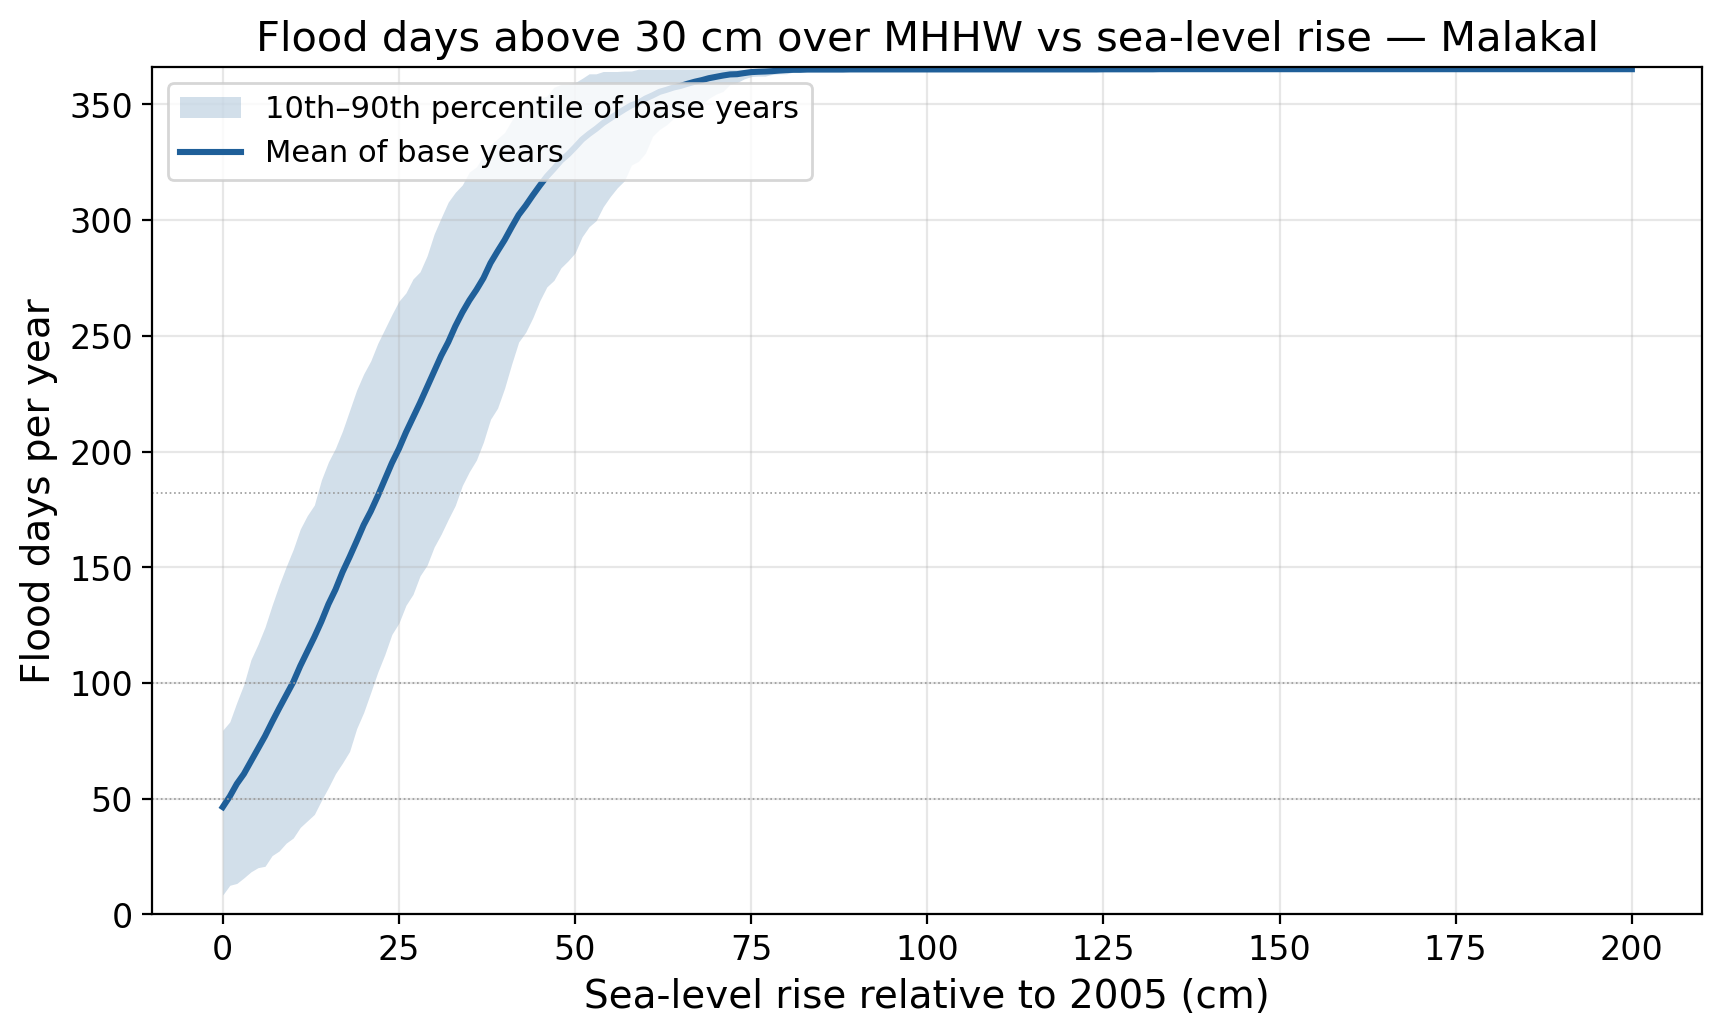 Flood days above 30 cm over MHHW vs sea-level rise — Malakal
10th–90th percentile of base years
Mean of base years
Flood days per year
350
300
250
200
150
100
50
0
0 25 50 75 100 125 150 175 200
Sea-level rise relative to 2005 (cm)